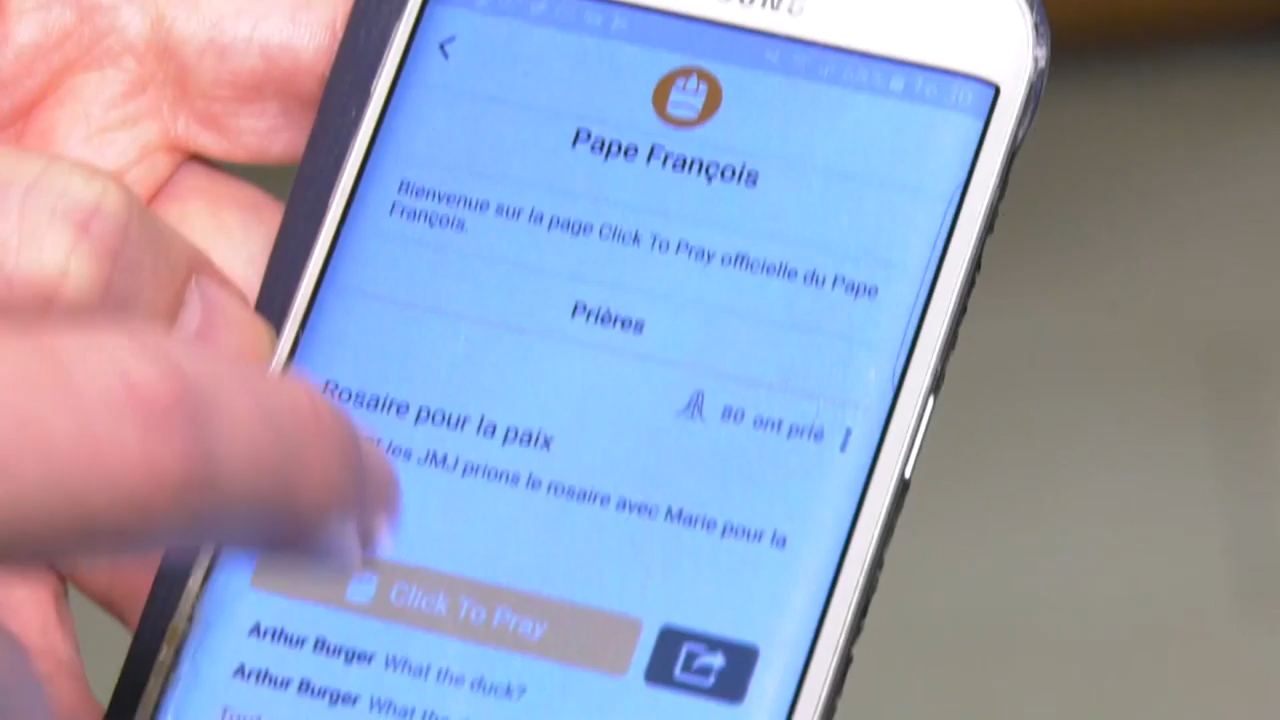 Pape François
Bienvenue sur la page Click To Pray officielle du Pape
François.
Prières
Rosaire pour la paix
80 ont prié
les JMJ prions le rosaire avec Marie pour la
Click To Pray
Arthur Burger What the duck?
Arthur Burger What the